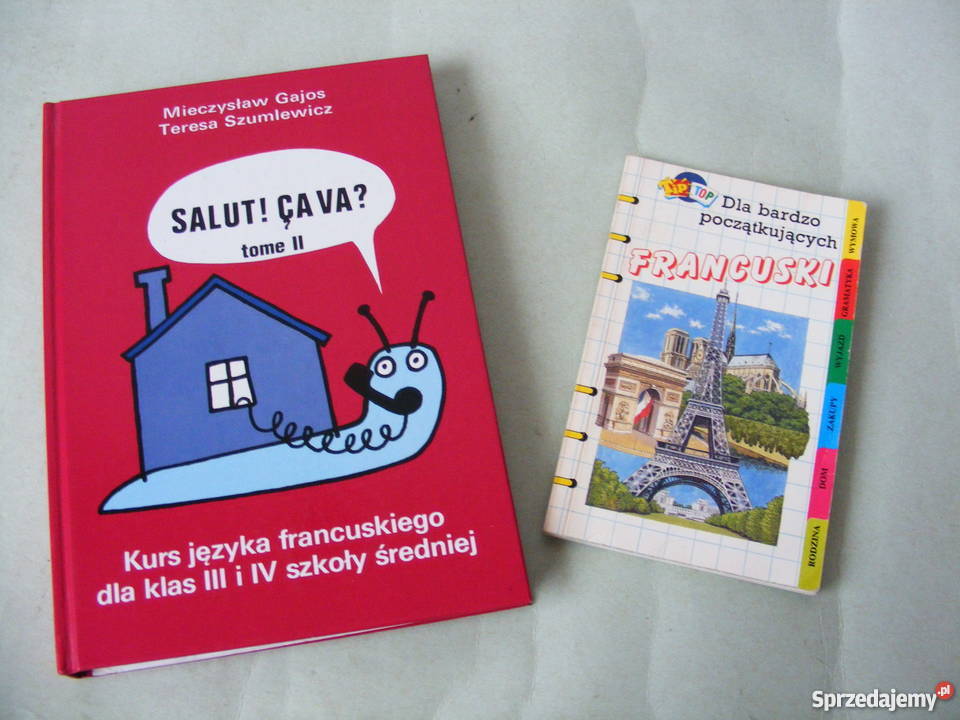 Mieczysław Gajos
Teresa Szumlewicz
SALUT! ÇA VA?
tome II
Kurs języka francuskiego
dla klas III i IV szkoły średniej
TIP TOP
Dla bardzo
początkujących
FRANCUSKI
WYMOWA
GRAMATYKA
WYJAZD
ZAKUPY
DOM
RODZINA
Sprzedajemy.pl